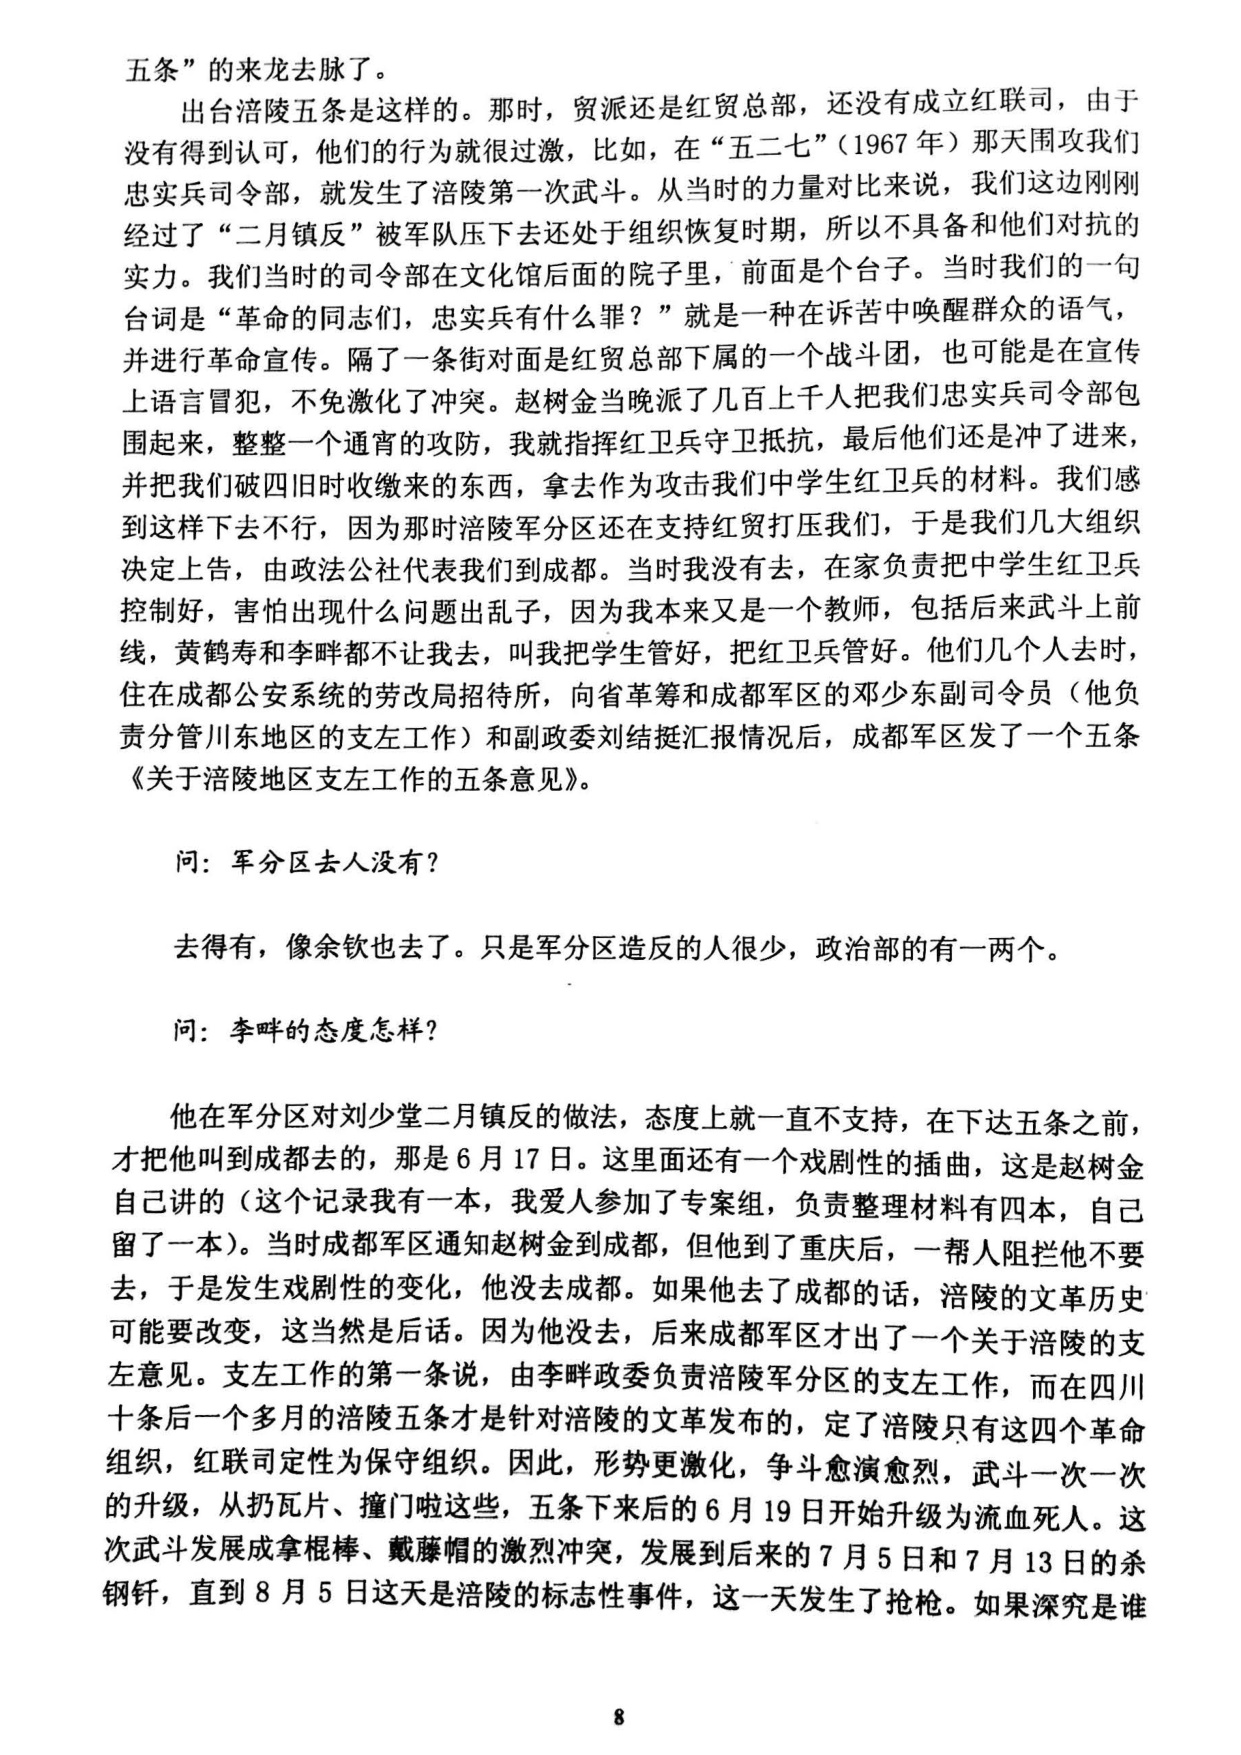 五条”的来龙去脉了。
出台涪陵五条是这样的。那时，贸派还是红贸总部，还没有成立红联司，由于
没有得到认可，他们的行为就很过激，比如，在“五二七”（1967 年）那天围攻我们
忠实兵司令部，就发生了涪陵第一次武斗。从当时的力量对比来说，我们这边刚刚
经过了“二月镇反”被军队压下去还处于组织恢复时期，所以不具备和他们对抗的
实力。我们当时的司令部在文化馆后面的院子里，前面是个台子。当时我们的一句
台词是“革命的同志们，忠实兵有什么罪？”就是一种在诉苦中唤醒群众的语气，
并进行革命宣传。隔了一条街对面是红贸总部下属的一个战斗团，也可能是在宣传
上语言冒犯，不免激化了冲突。赵树金当晚派了几百上千人把我们忠实兵司令部包
围起来，整整一个通宵的攻防，我就指挥红卫兵守卫抵抗，最后他们还是冲了进来，
并把我们破四旧时收缴来的东西，拿去作为攻击我们中学生红卫兵的材料。我们感
到这样下去不行，因为那时涪陵军分区还在支持红贸打压我们，于是我们几大组织
决定上告，由政法公社代表我们到成都。当时我没有去，在家负责把中学生红卫兵
控制好，害怕出现什么问题出乱子，因为我本来又是一个教师，包括后来武斗上前
线，黄鹤寿和李畔都不让我去，叫我把学生管好，把红卫兵管好。他们几个人去时，
住在成都公安系统的劳改局招待所，向省革筹和成都军区的邓少东副司令员（他负
责分管川东地区的支左工作）和副政委刘结挺汇报情况后，成都军区发了一个五条
《关于涪陵地区支左工作的五条意见》。
问：军分区去人没有？
去得有，像余钦也去了。只是军分区造反的人很少，政治部的有一两个。
问：李畔的态度怎样？
他在军分区对刘少堂二月镇反的做法，态度上就一直不支持，在下达五条之前，
才把他叫到成都去的，那是 6 月 17 日。这里面还有一个戏剧性的插曲，这是赵树金
自己讲的（这个记录我有一本，我爱人参加了专案组，负责整理材料有四本，自己
留了一本）。当时成都军区通知赵树金到成都，但他到了重庆后，一帮人阻拦他不要
去，于是发生戏剧性的变化，他没去成都。如果他去了成都的话，涪陵的文革历史
可能要改变，这当然是后话。因为他没去，后来成都军区才出了一个关于涪陵的支
左意见。支左工作的第一条说，由李畔政委负责涪陵军分区的支左工作，而在四川
十条后一个多月的涪陵五条才是针对涪陵的文革发布的，定了涪陵只有这四个革命
组织，红联司定性为保守组织。因此，形势更激化，争斗愈演愈烈，武斗一次一次
的升级，从扔瓦片、撞门啦这些，五条下来后的 6 月 19 日开始升级为流血死人。这
次武斗发展成拿棍棒、戴藤帽的激烈冲突，发展到后来的 7 月 5 日和 7 月 13 日的杀
钢钎，直到 8 月 5 日这天是涪陵的标志性事件，这一天发生了抢枪。如果深究是谁
8